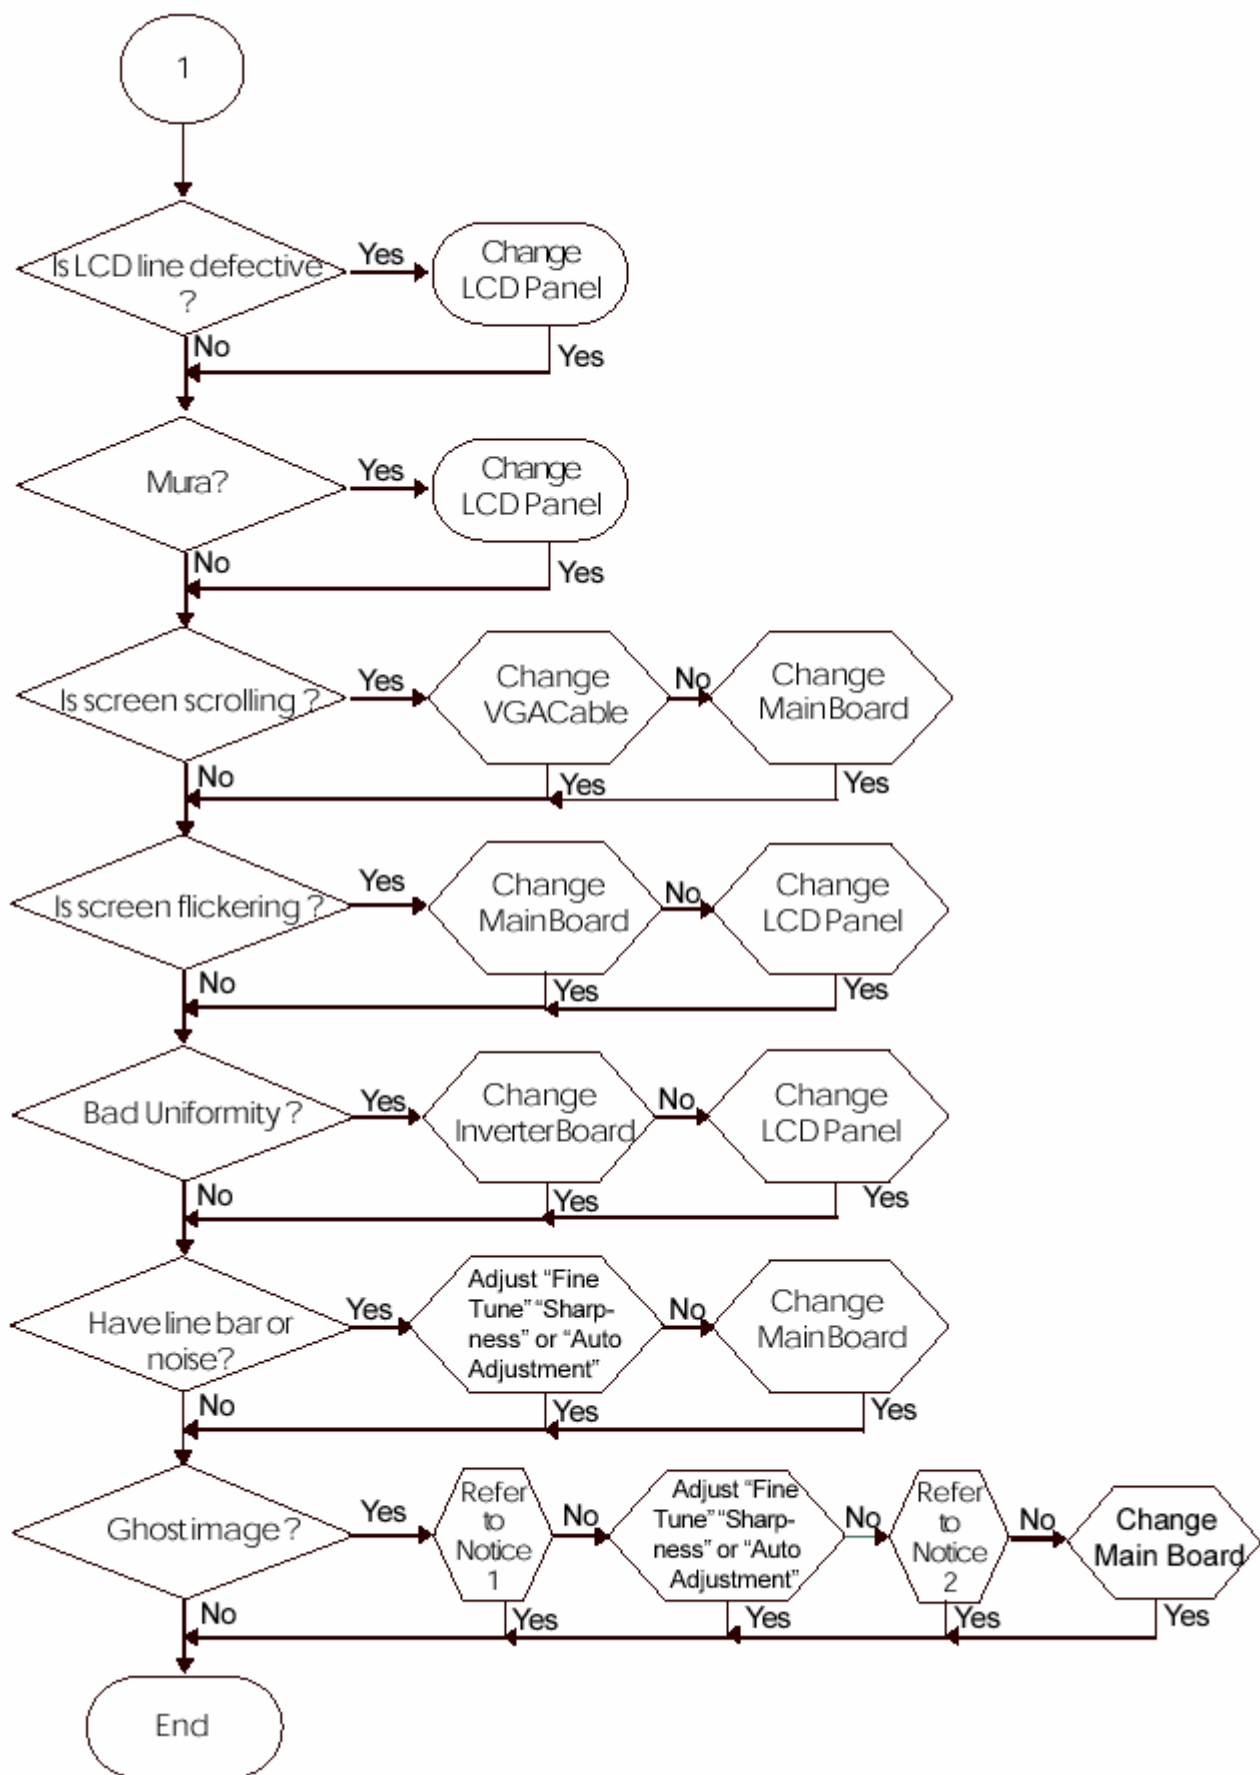 1
Is LCD line defective
?
Yes
Change
LCD Panel
No
Yes
Mura?
Yes
Change
LCD Panel
No
Yes
Is screen scrolling ?
Yes
Change
VGA Cable
No
Change
Main Board
No
Yes
Yes
Is screen flickering ?
Yes
Change
Main Board
No
Change
LCD Panel
No
Yes
Yes
Bad Uniformity ?
Yes
Change
Inverter Board
No
Change
LCD Panel
No
Yes
Yes
Have line bar or
noise?
Yes
Adjust “Fine
Tune” “Sharp-
ness” or “Auto
Adjustment”
No
Change
Main Board
No
Yes
Yes
Ghost image ?
Yes
Refer
to
Notice
1
No
Adjust “Fine
Tune” “Sharp-
ness” or “Auto
Adjustment”
No
Refer
to
Notice
2
No
Change
Main Board
No
Yes
Yes
Yes
Yes
End